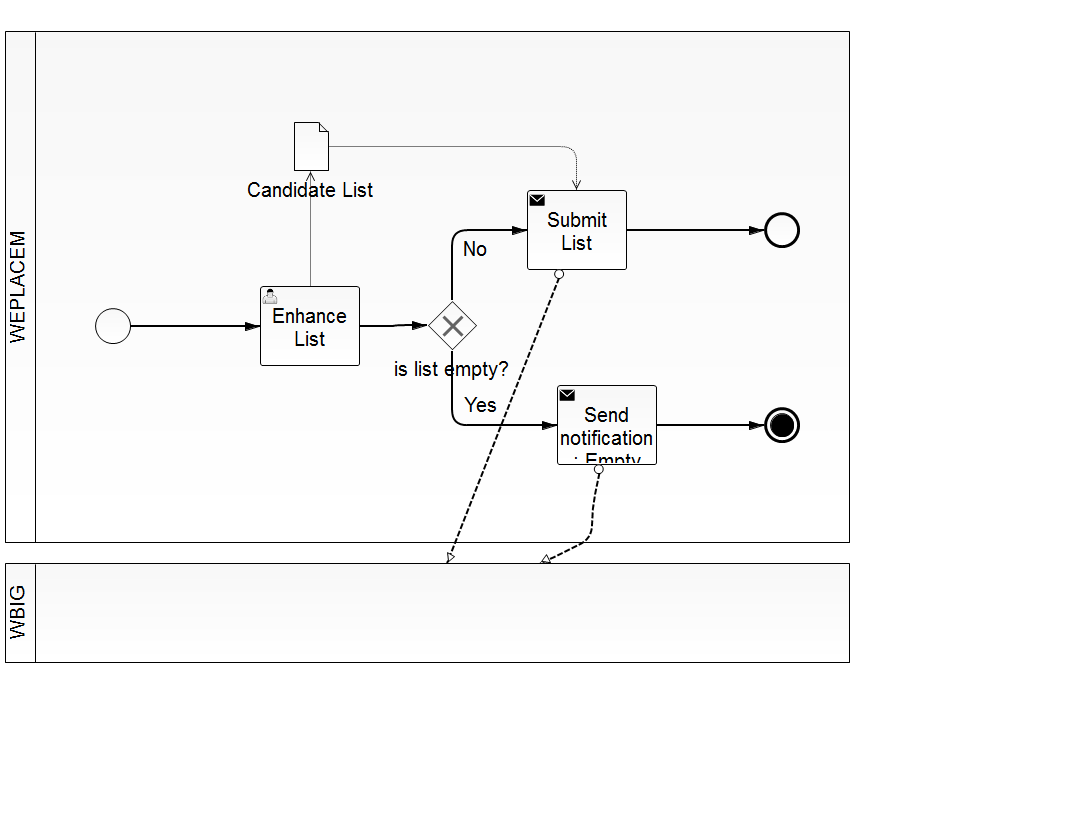 WEPLACEM
Candidate List
Submit
List
No
Enhance
List
is list empty?
Yes
Send
notification
: Empty
WBIG